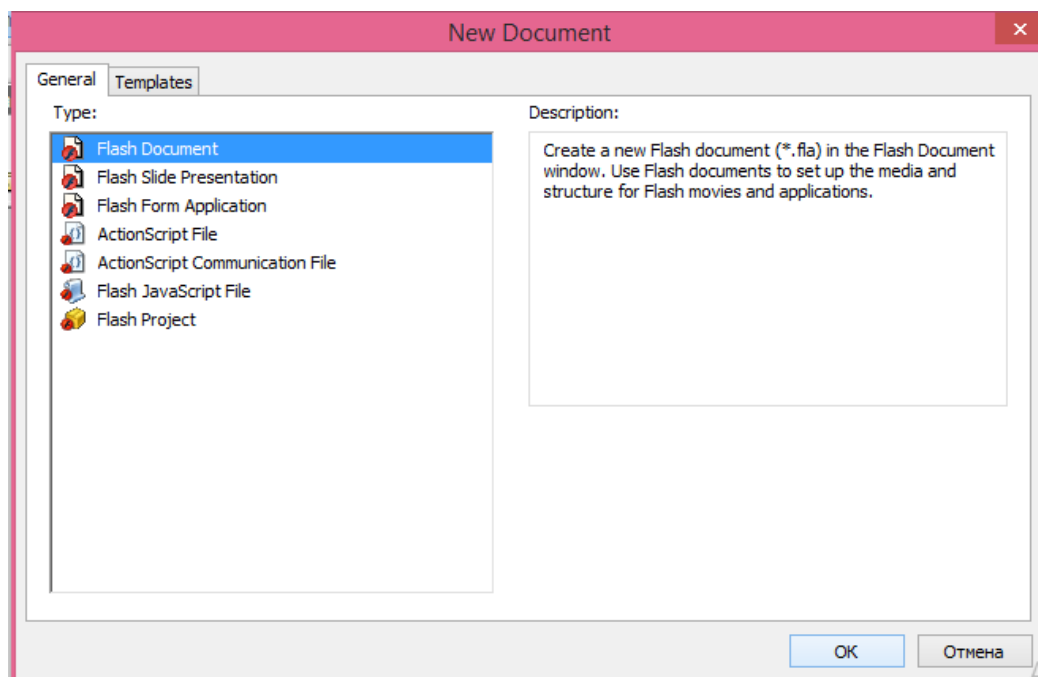 New Document
General
Templates
Type:
Flash Document
Flash Slide Presentation
Flash Form Application
ActionScript File
ActionScript Communication File
Flash JavaScript File
Flash Project
Description:
Create a new Flash document (*.fla) in the Flash Document
window. Use Flash documents to set up the media and
structure for Flash movies and applications.
OK
Отмена